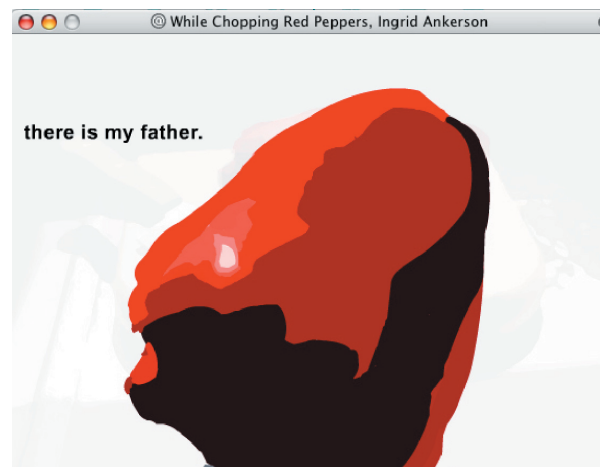 @ While Chopping Red Peppers, Ingrid Ankerson
there is my father.